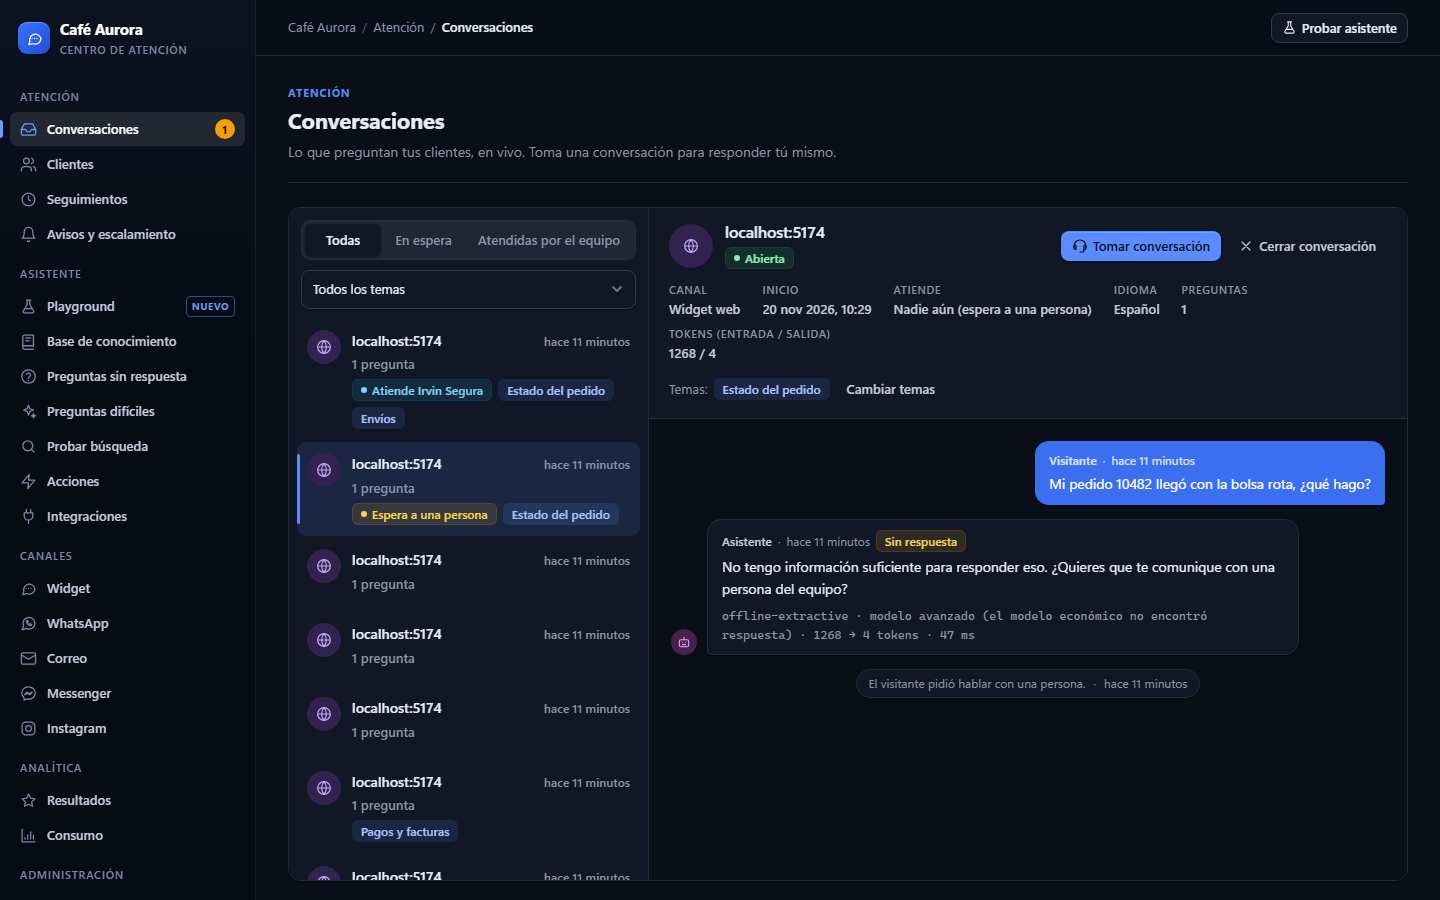 Café Aurora
CENTRO DE ATENCIÓN
ATENCIÓN
Conversaciones
1
Clientes
Seguimientos
Avisos y escalamiento
ASISTENTE
Playground
NUEVO
Base de conocimiento
Preguntas sin respuesta
Preguntas difíciles
Probar búsqueda
Acciones
Integraciones
CANALES
Widget
WhatsApp
Correo
Messenger
Instagram
ANALÍTICA
Resultados
Consumo
ADMINISTRACIÓN
Café Aurora / Atención / Conversaciones
Probar asistente
ATENCIÓN
Conversaciones
Lo que preguntan tus clientes, en vivo. Toma una conversación para responder tú mismo.
Todas
En espera
Atendidas por el equipo
Todos los temas
localhost:5174
hace 11 minutos
1 pregunta
Atiende Irvin Segura
Estado del pedido
Envíos
localhost:5174
hace 11 minutos
1 pregunta
Espera a una persona
Estado del pedido
localhost:5174
hace 11 minutos
1 pregunta
localhost:5174
hace 11 minutos
1 pregunta
localhost:5174
hace 11 minutos
1 pregunta
localhost:5174
hace 11 minutos
1 pregunta
Pagos y facturas
localhost:5174
hace 11 minutos
localhost:5174
Abierta
Tomar conversación
Cerrar conversación
CANAL
Widget web
INICIO
20 nov 2026, 10:29
ATIENDE
Nadie aún (espera a una persona)
IDIOMA
Español
PREGUNTAS
1
TOKENS (ENTRADA / SALIDA)
1268 / 4
Temas:
Estado del pedido
Cambiar temas
Visitante · hace 11 minutos
Mi pedido 10482 llegó con la bolsa rota, ¿qué hago?
Asistente · hace 11 minutos
Sin respuesta
No tengo información suficiente para responder eso. ¿Quieres que te comunique con una
persona del equipo?
offline-extractive · modelo avanzado (el modelo económico no encontró
respuesta) · 1268 → 4 tokens · 47 ms
El visitante pidió hablar con una persona. · hace 11 minutos